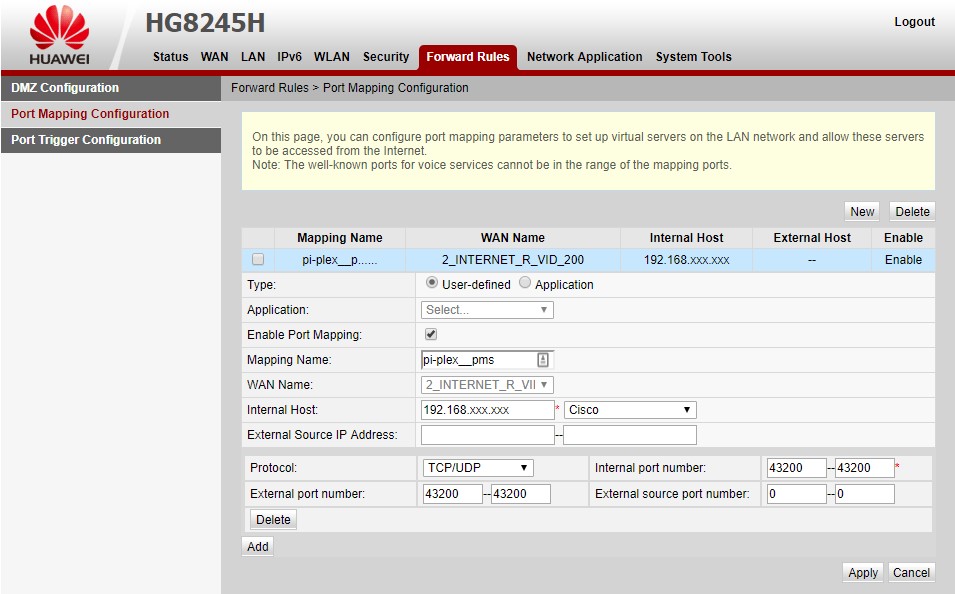 HUAWEI
HG8245H
Logout
Status WAN LAN IPv6 WLAN Security Forward Rules Network Application System Tools
DMZ Configuration
Port Mapping Configuration
Port Trigger Configuration
Forward Rules > Port Mapping Configuration
On this page, you can configure port mapping parameters to set up virtual servers on the LAN network and allow these servers
to be accessed from the Internet.
Note: The well-known ports for voice services cannot be in the range of the mapping ports.
New Delete
Mapping Name WAN Name Internal Host External Host Enable
pi-plex__p...... 2_INTERNET_R_VID_200 192.168.xxx.xxx -- Enable
Type: User-defined Application
Application: Select...
Enable Port Mapping:
Mapping Name: pi-plex__pms
WAN Name: 2_INTERNET_R_VII
Internal Host: 192.168.xxx.xxx * Cisco
External Source IP Address: --
Protocol: TCP/UDP Internal port number: 43200 -- 43200 *
External port number: 43200 -- 43200 External source port number: 0 -- 0
Delete
Add
Apply Cancel